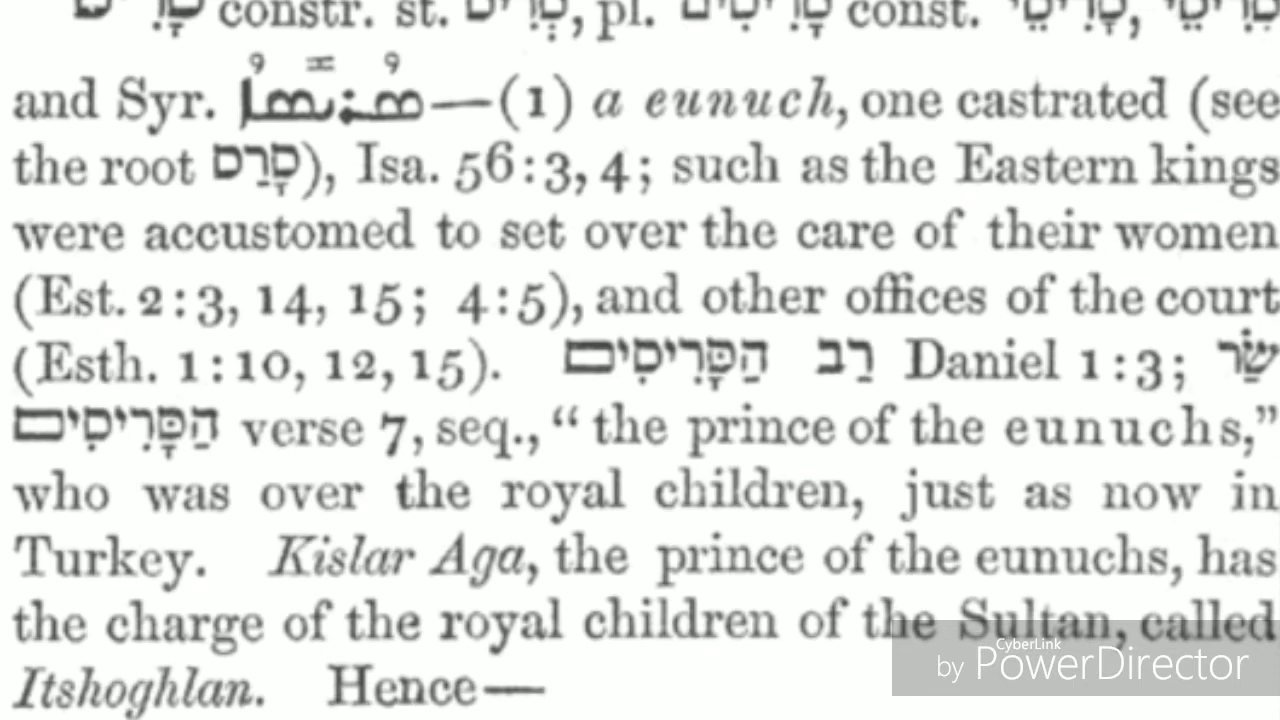 constr. st. סְרִיס, pl. סָרִיסִים const. סָרִיסֵי, סְרִיסֵי
and Syr. —(1) a eunuch, one castrated (see
the root סָרַס), Isa. 56:3, 4; such as the Eastern kings
were accustomed to set over the care of their women
(Est. 2:3, 14, 15; 4:5), and other offices of the court
(Esth. 1:10, 12, 15). רַב הַסָּרִיסִים Daniel 1:3; שַׂר
הַסָּרִיסִים verse 7, seq., “the prince of the eunuchs,”
who was over the royal children, just as now in
Turkey. Kislar Aga, the prince of the eunuchs, has
the charge of the royal children of the Sultan, called
Itshoghlan. Hence—
CyberLink
by PowerDirector